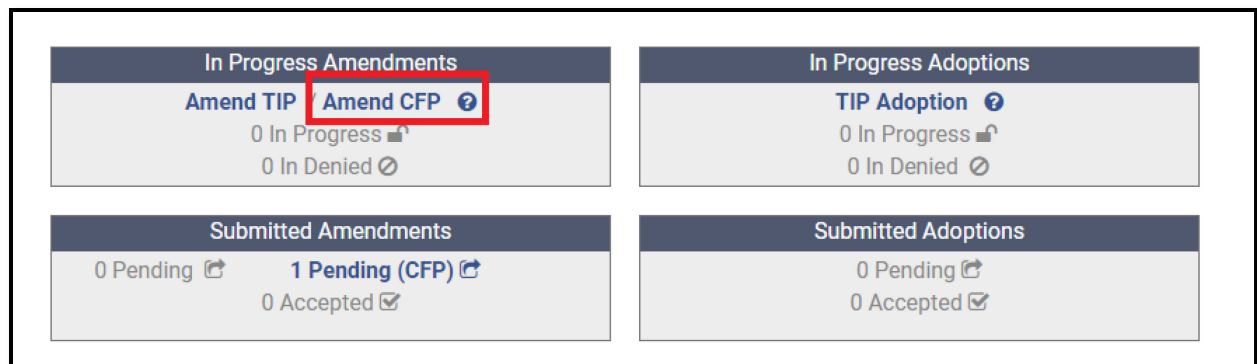 In Progress Amendments
Amend TIP / Amend CFP ?
0 In Progress
0 In Denied
In Progress Adoptions
TIP Adoption ?
0 In Progress
0 In Denied
Submitted Amendments
0 Pending 1 Pending (CFP)
0 Accepted
Submitted Adoptions
0 Pending
0 Accepted